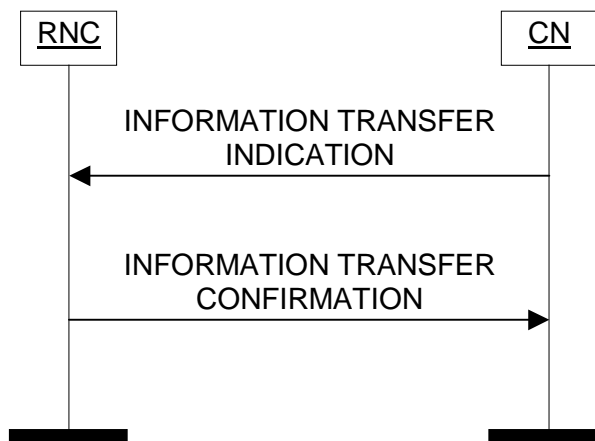 RNC
CN
INFORMATION TRANSFER
INDICATION
INFORMATION TRANSFER
CONFIRMATION